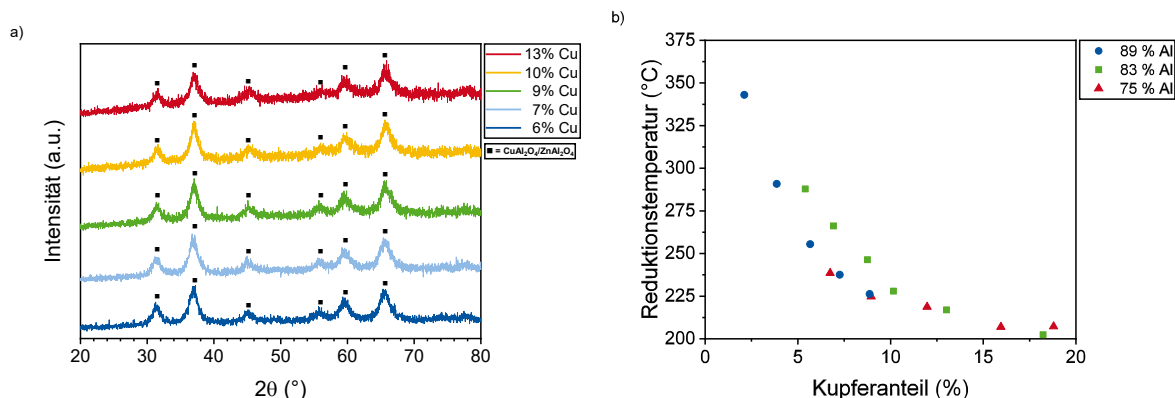 a)
13% Cu
10% Cu
9% Cu
7% Cu
6% Cu
■ = CuAl₂O₄/ZnAl₂O₄
Intensität (a.u.)
20 30 40 50 60 70 80
2θ (°)
b)
375
350
325
300
275
250
225
200
Reduktionstemperatur (°C)
0 5 10 15 20
Kupferanteil (%)
89 % Al
83 % Al
75 % Al